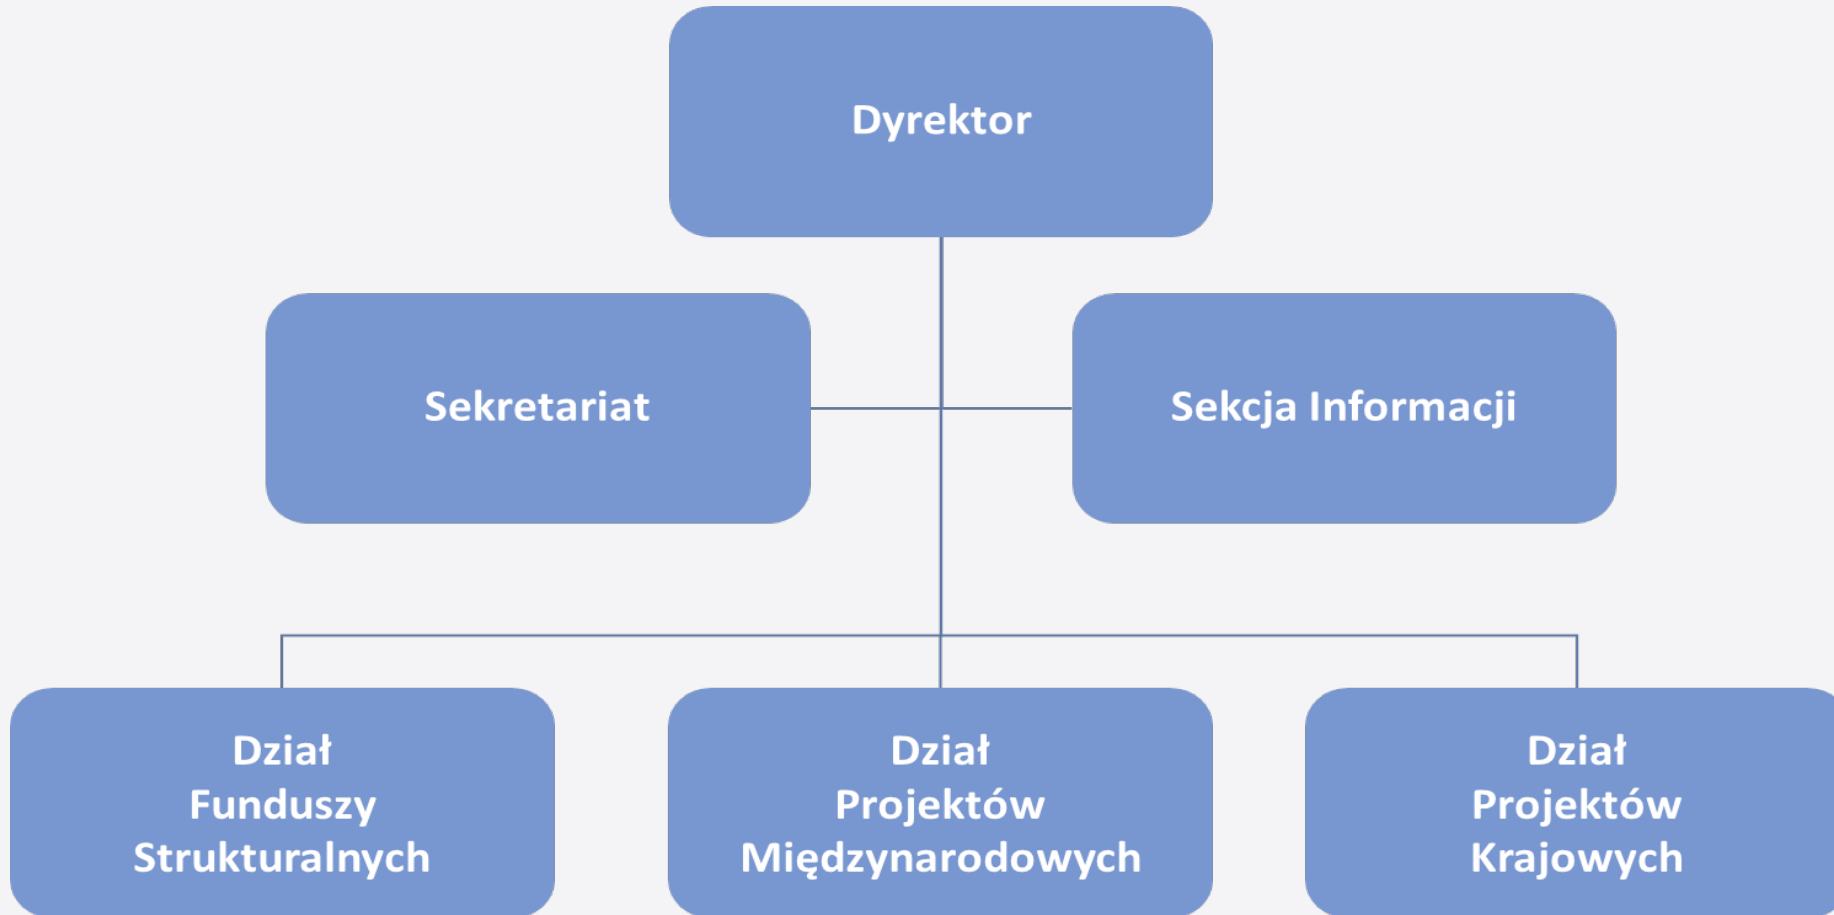 Dyrektor
Sekretariat
Sekcja Informacji
Dział
Funduszy
Strukturalnych
Dział
Projektów
Międzynarodowych
Dział
Projektów
Krajowych